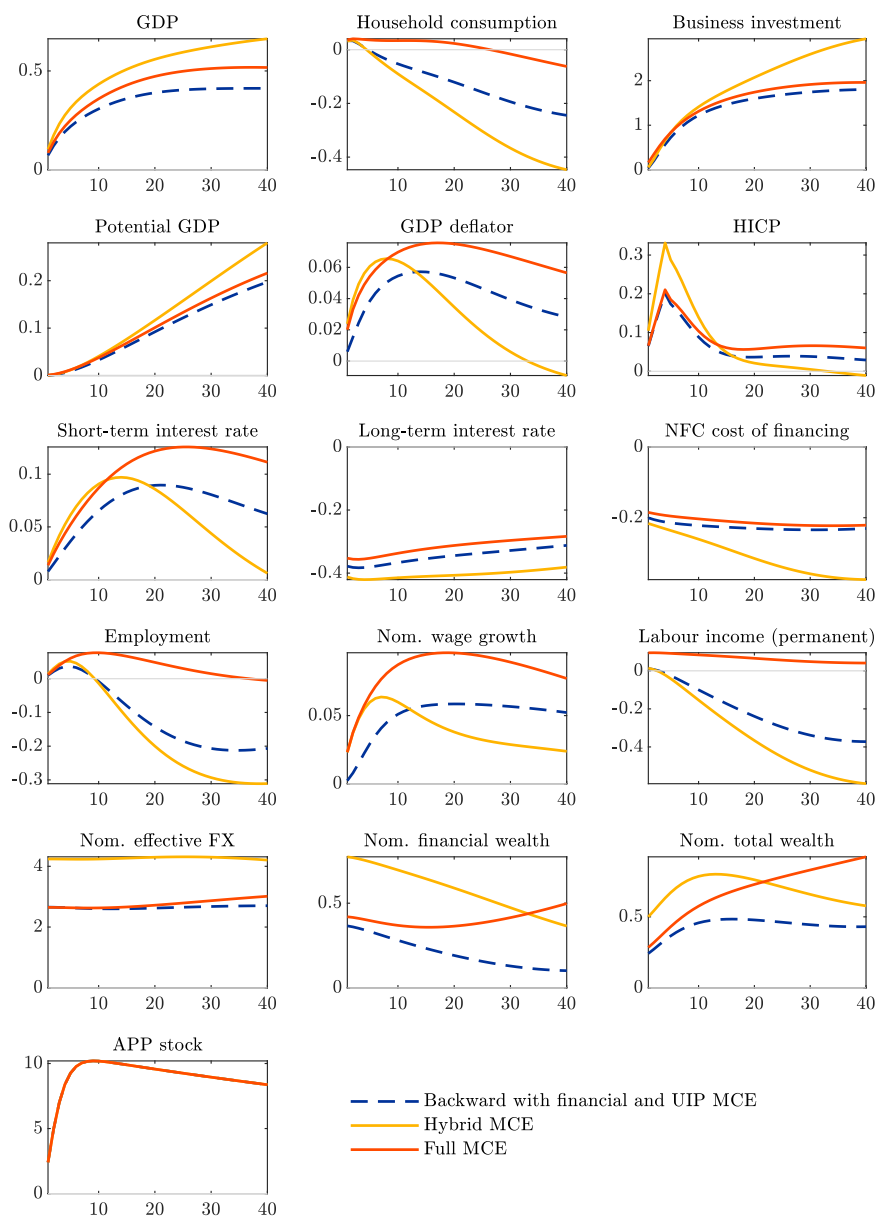 GDP Household consumption Business investment
0.5
0
10 20 30 40
0
-0.2
-0.4
10 20 30 40
2
1
0
10 20 30 40
Potential GDP GDP deflator HICP
0.2
0.1
0
10 20 30 40
0.06
0.04
0.02
0
10 20 30 40
0.3
0.2
0.1
0
10 20 30 40
Short-term interest rate Long-term interest rate NFC cost of financing
0.1
0.05
0
10 20 30 40
0
-0.2
-0.4
10 20 30 40
0
-0.2
10 20 30 40
Employment Nom. wage growth Labour income (permanent)
0
-0.1
-0.2
-0.3
10 20 30 40
0.05
0
10 20 30 40
0
-0.2
-0.4
10 20 30 40
Nom. effective FX Nom. financial wealth Nom. total wealth
4
2
0
10 20 30 40
0.5
0
10 20 30 40
0.5
0
10 20 30 40
APP stock
10
5
0
10 20 30 40
Backward with financial and UIP MCE
Hybrid MCE
Full MCE